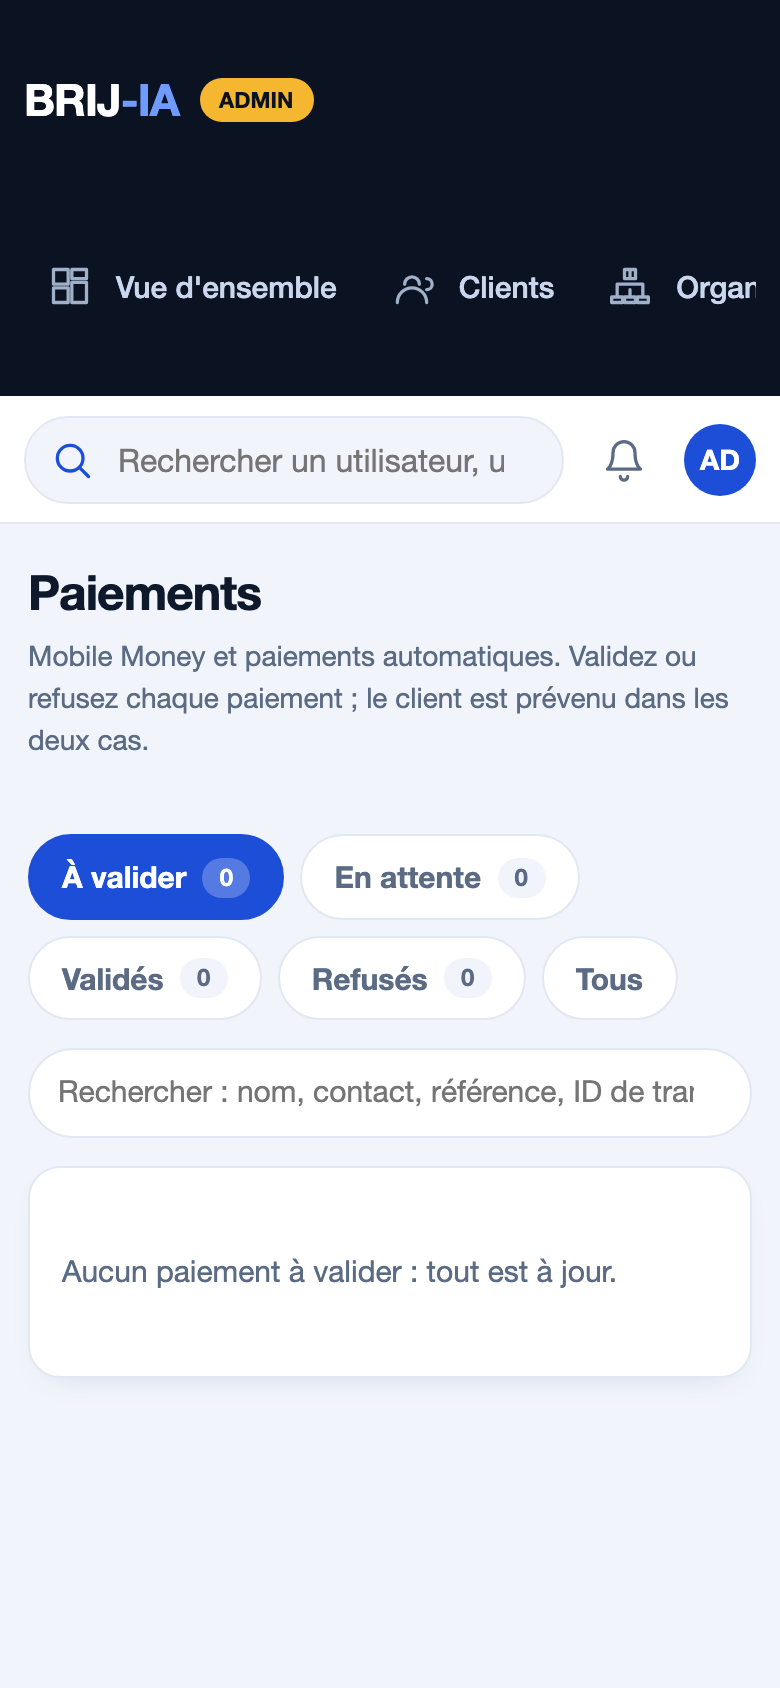 BRIJ-IA ADMIN
Vue d'ensemble Clients Organ
Rechercher un utilisateur, u AD
Paiements
Mobile Money et paiements automatiques. Validez ou
refusez chaque paiement ; le client est prévenu dans les
deux cas.
À valider 0 En attente 0
Validés 0 Refusés 0 Tous
Rechercher : nom, contact, référence, ID de tran
Aucun paiement à valider : tout est à jour.